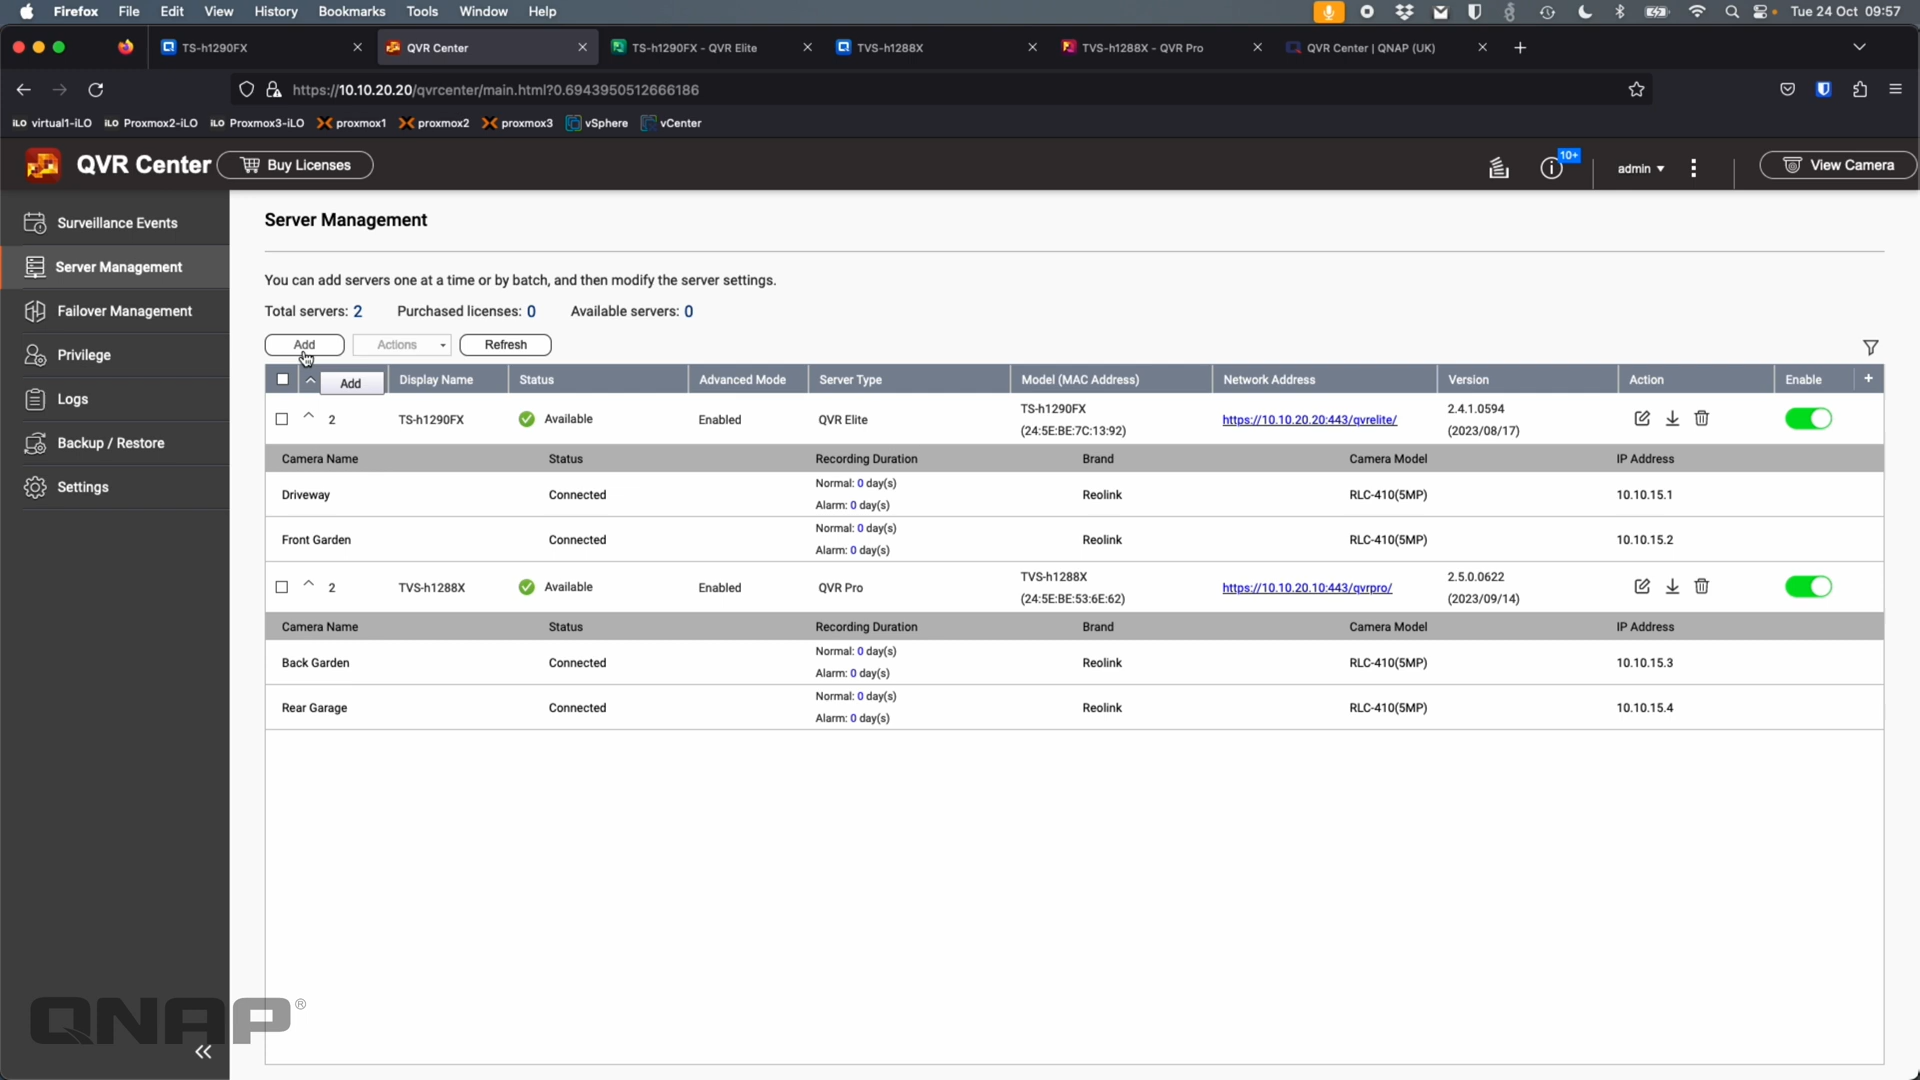 Firefox File Edit View History Bookmarks Tools Window Help Tue 24 Oct 09:57
TS-h1290FX QVR Center TS-h1290FX - QVR Elite TVS-h1288X TVS-h1288X - QVR Pro QVR Center | QNAP (UK)
https://10.10.20.20/qvrcenter/main.html?0.6943950512666186
iLO virtual1-iLO iLO Proxmox2-iLO iLO Proxmox3-iLO proxmox1 proxmox2 proxmox3 vSphere vCenter
QVR Center Buy Licenses 10+ admin View Camera
Surveillance Events
Server Management
Failover Management
Privilege
Logs
Backup / Restore
Settings
Server Management
You can add servers one at a time or by batch, and then modify the server settings.
Total servers: 2 Purchased licenses: 0 Available servers: 0
Add Actions Refresh
Add Display Name Status Advanced Mode Server Type Model (MAC Address) Network Address Version Action Enable +
2 TS-h1290FX Available Enabled QVR Elite TS-h1290FX https://10.10.20.20:443/qvrelite/ 2.4.1.0594
(24:5E:BE:7C:13:92) (2023/08/17)
Camera Name Status Recording Duration Brand Camera Model IP Address
Driveway Connected Normal: 0 day(s) Reolink RLC-410(5MP) 10.10.15.1
Alarm: 0 day(s)
Front Garden Connected Normal: 0 day(s) Reolink RLC-410(5MP) 10.10.15.2
Alarm: 0 day(s)
2 TVS-h1288X Available Enabled QVR Pro TVS-h1288X https://10.10.20.10:443/qvrpro/ 2.5.0.0622
(24:5E:BE:53:6E:62) (2023/09/14)
Camera Name Status Recording Duration Brand Camera Model IP Address
Back Garden Connected Normal: 0 day(s) Reolink RLC-410(5MP) 10.10.15.3
Alarm: 0 day(s)
Rear Garage Connected Normal: 0 day(s) Reolink RLC-410(5MP) 10.10.15.4
Alarm: 0 day(s)
QNAP®